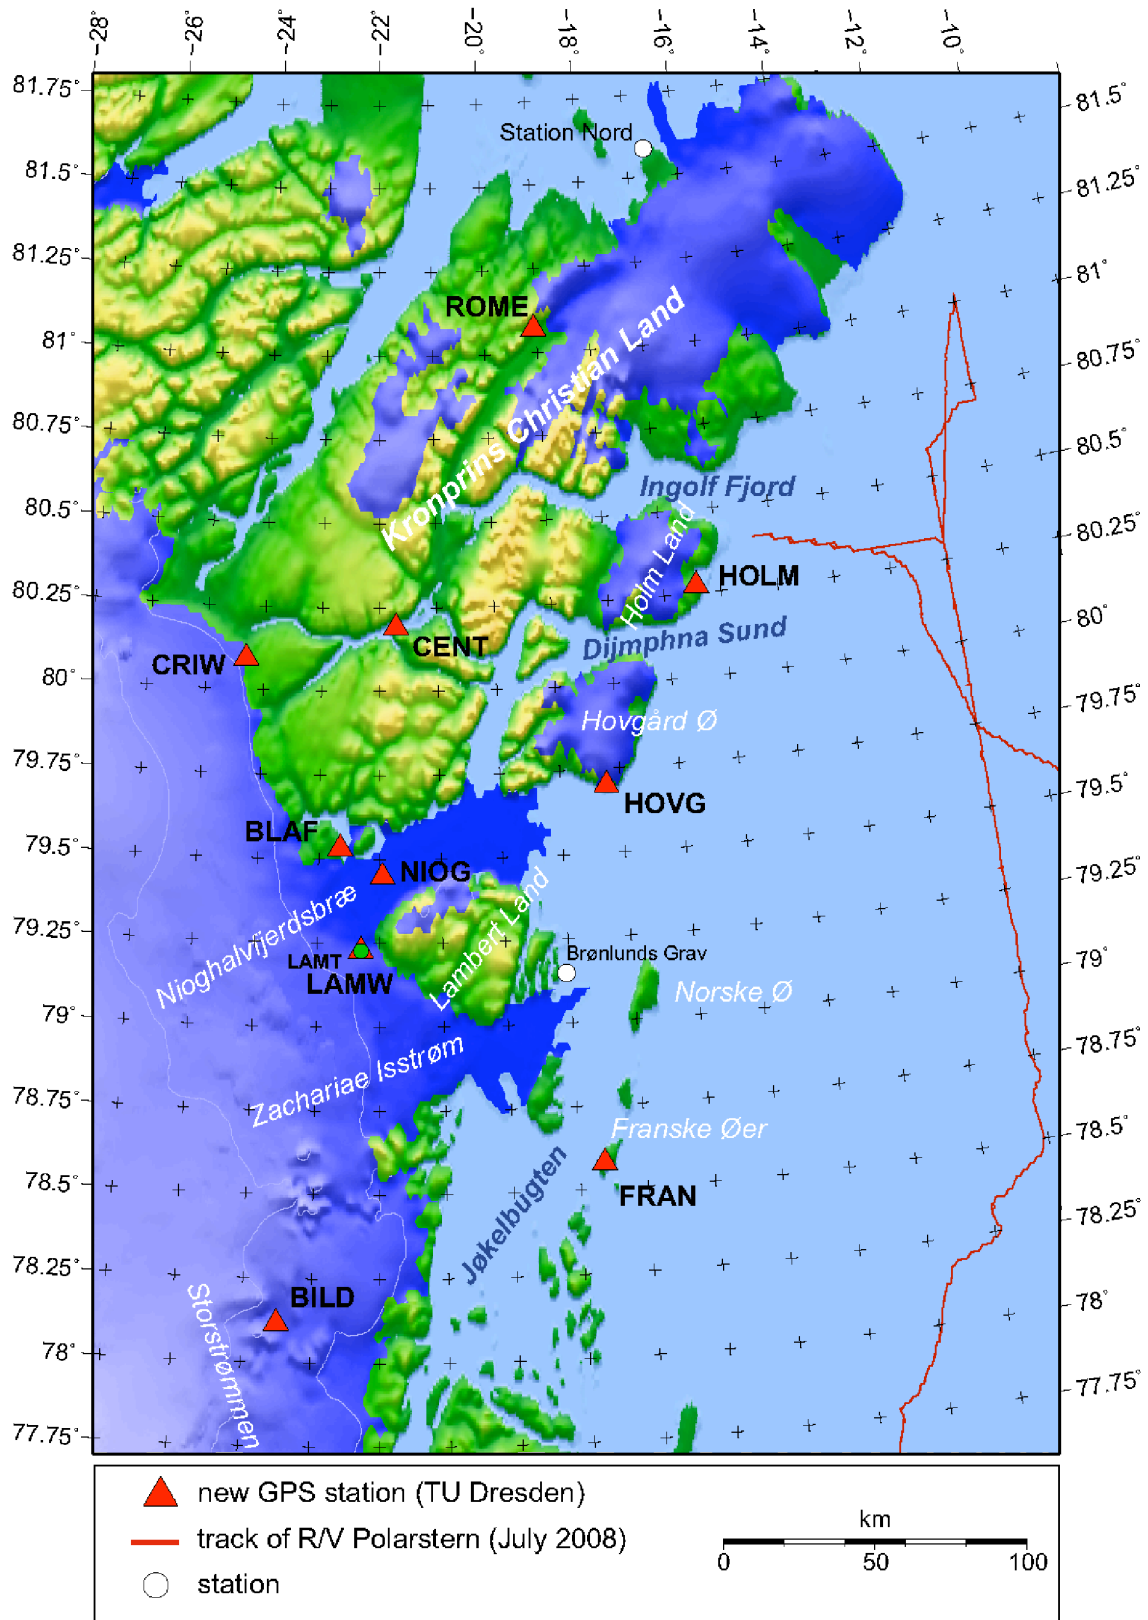 -28° -26° -24° -22° -20° -18° -16° -14° -12° -10°
81.75°
81.5°
Station Nord
81.5°
81.25°
81.25°
81°
ROME
81°
80.75°
80.75°
80.5°
Kronprins Christian Land
Ingolf Fjord
80.5°
80.25°
Holm Land
HOLM
80.25°
80°
Dijmphna Sund
CENT
CRIW
80°
79.75°
Hovgård Ø
79.75°
79.5°
HOVG
BLAF
79.5°
79.25°
NIOG
Nioghalvfjerdsbræ
Lambert Land
79.25°
79°
Brønlunds Grav
LAMT
LAMW
Norske Ø
79°
78.75°
Zachariae Isstrøm
78.75°
78.5°
Franske Øer
Jøkelbugten
78.5°
FRAN
78.25°
78.25°
BILD
78°
Storstrømmen
78°
77.75°
77.75°
new GPS station (TU Dresden)
track of R/V Polarstern (July 2008)
station
km
0 50 100